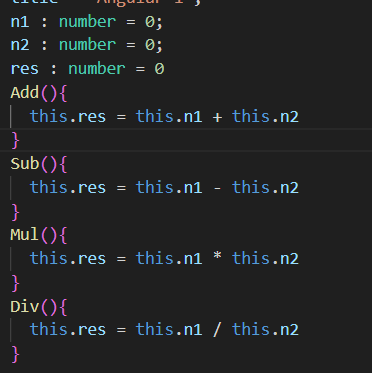 title "Angular 1";
n1 : number = 0;
n2 : number = 0;
res : number = 0
Add(){
this.res = this.n1 + this.n2
}
Sub(){
this.res = this.n1 - this.n2
}
Mul(){
this.res = this.n1 * this.n2
}
Div(){
this.res = this.n1 / this.n2
}